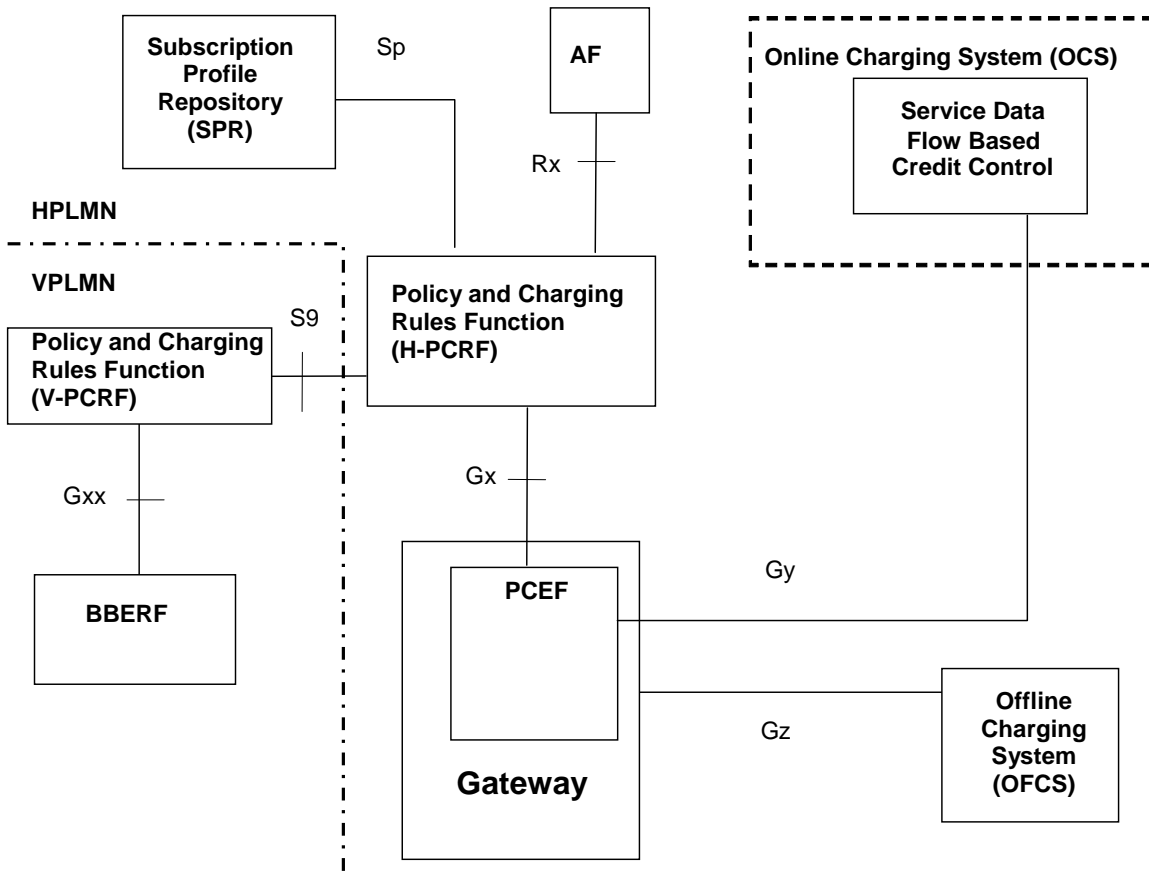 Subscription
Profile
Repository
(SPR)
Sp
AF
Online Charging System (OCS)
Service Data
Flow Based
Credit Control
Rx
HPLMN
VPLMN
Policy and Charging
Rules Function
(H-PCRF)
S9
Policy and Charging
Rules Function
(V-PCRF)
Gx
Gxx
PCEF
Gy
BBERF
Offline
Charging
System
(OFCS)
Gz
Gateway